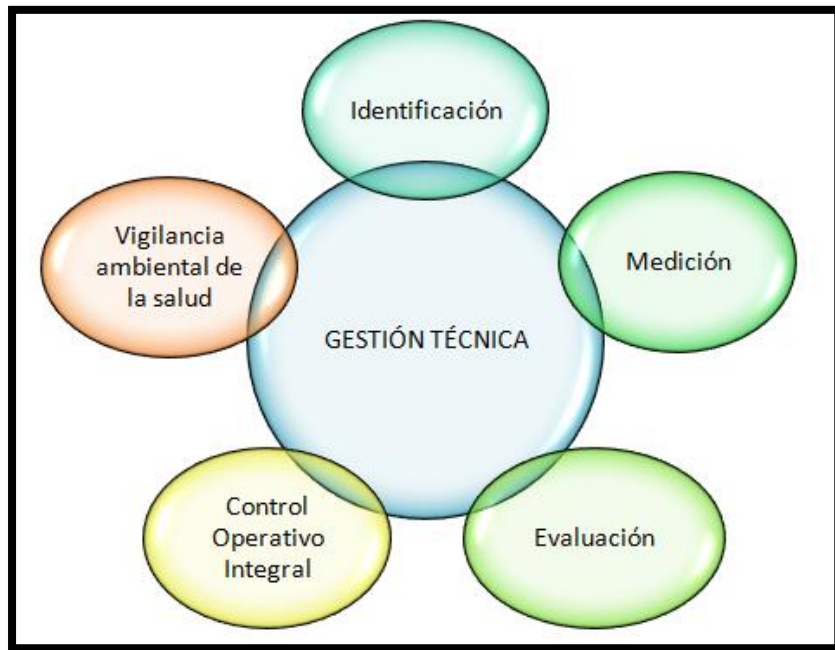 Identificación
Medición
Evaluación
Control
Operativo
Integral
Vigilancia
ambiental de
la salud
GESTIÓN TÉCNICA